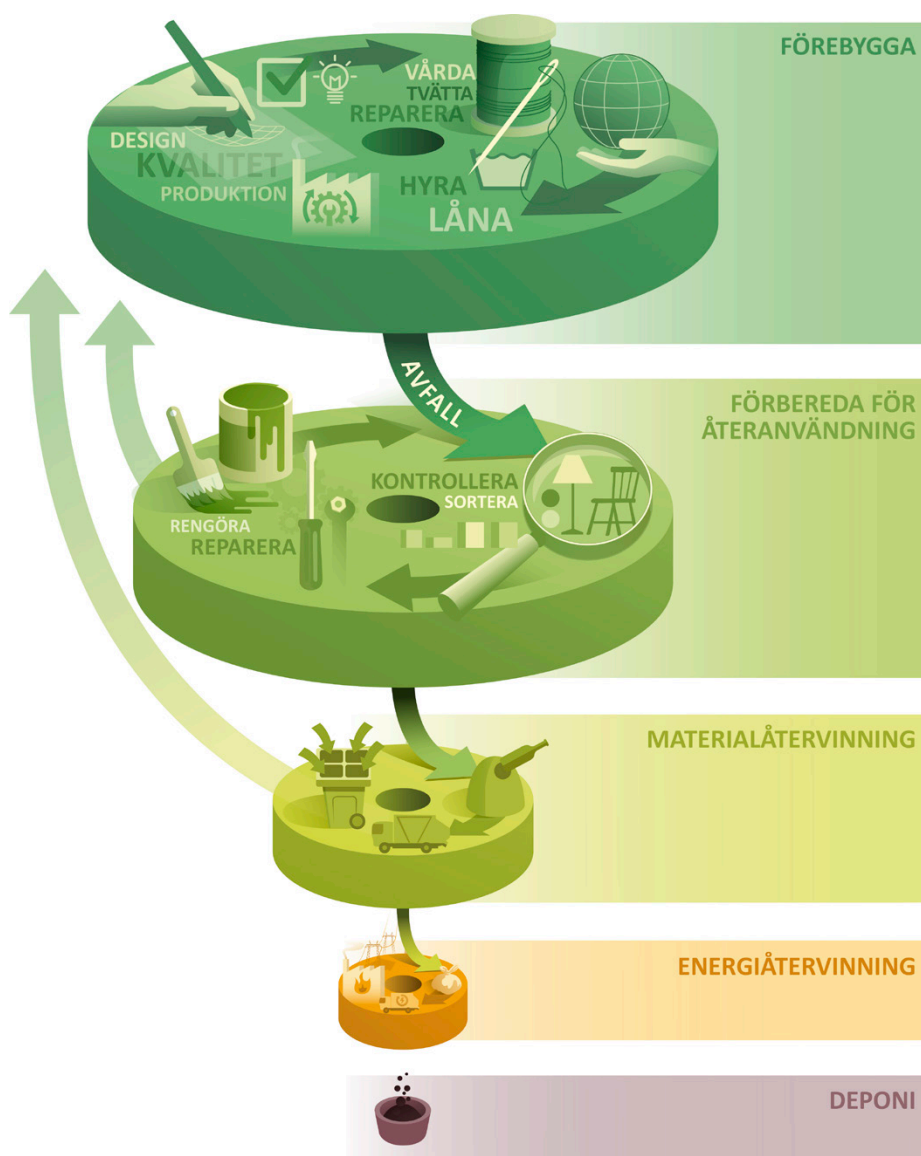 FÖREBYGGA
VÅRDA
TVÄTTA
REPARERA
DESIGN
KVALITET
PRODUKTION
HYRA
LÅNA
AVFALL
FÖRBEREDA FÖR
ÅTERANVÄNDNING
KONTROLLERA
SORTERA
RENGÖRA
REPARERA
MATERIALÅTERVINNING
ENERGIÅTERVINNING
DEPONI